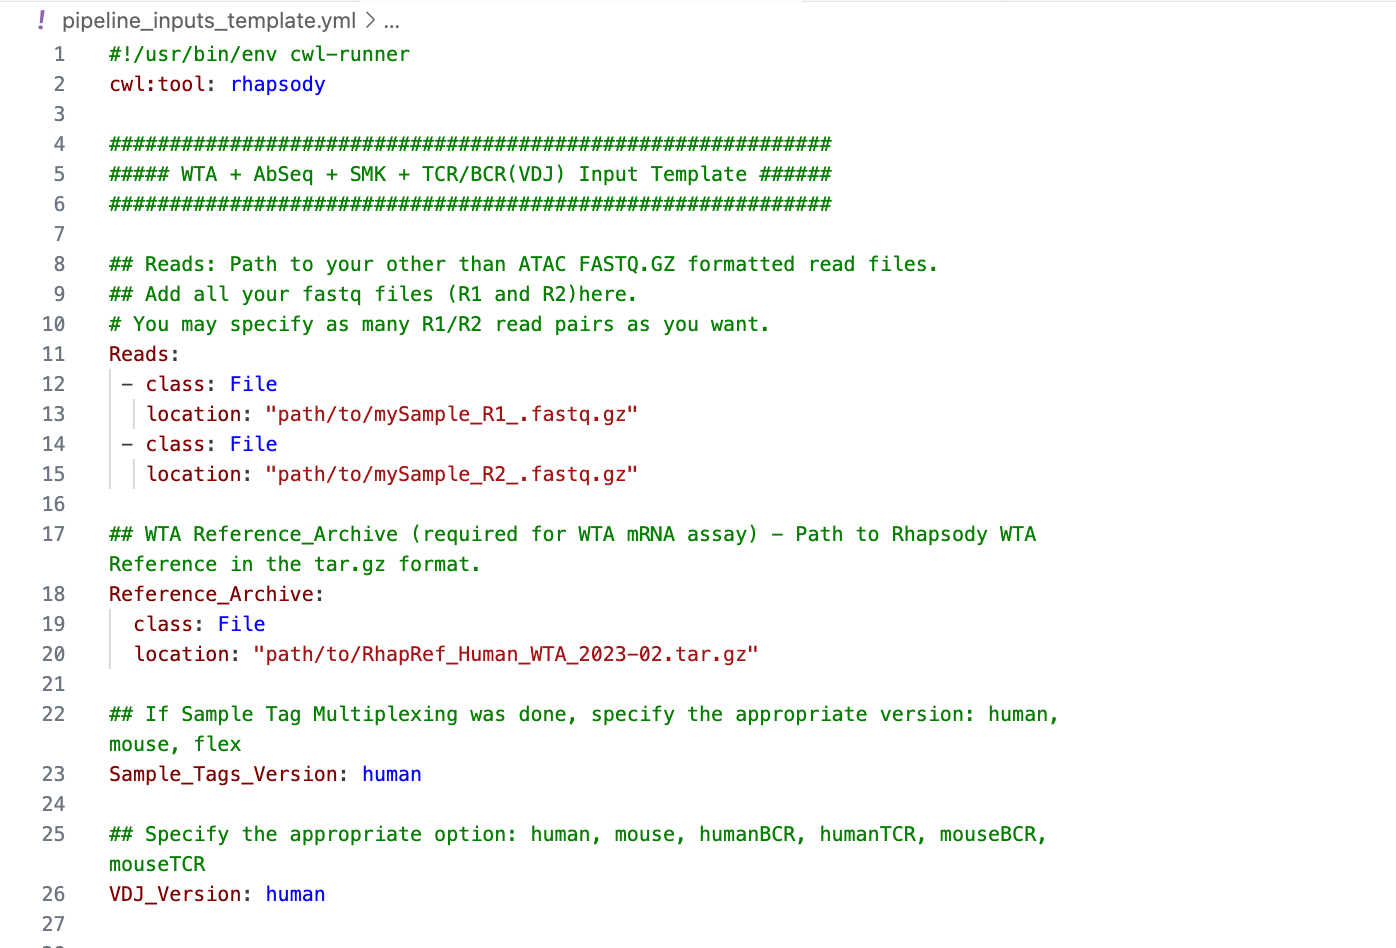 ! pipeline_inputs_template.yml > ...
1 #!/usr/bin/env cwl-runner
2 cwl:tool: rhapsody
3
4 ############################################################
5 ##### WTA + AbSeq + SMK + TCR/BCR(VDJ) Input Template ######
6 ############################################################
7
8 ## Reads: Path to your other than ATAC FASTQ.GZ formatted read files.
9 ## Add all your fastq files (R1 and R2)here.
10 # You may specify as many R1/R2 read pairs as you want.
11 Reads:
12 - class: File
13 location: "path/to/mySample_R1_.fastq.gz"
14 - class: File
15 location: "path/to/mySample_R2_.fastq.gz"
16
17 ## WTA Reference_Archive (required for WTA mRNA assay) - Path to Rhapsody WTA
Reference in the tar.gz format.
18 Reference_Archive:
19 class: File
20 location: "path/to/RhapRef_Human_WTA_2023-02.tar.gz"
21
22 ## If Sample Tag Multiplexing was done, specify the appropriate version: human,
mouse, flex
23 Sample_Tags_Version: human
24
25 ## Specify the appropriate option: human, mouse, humanBCR, humanTCR, mouseBCR,
mouseTCR
26 VDJ_Version: human
27